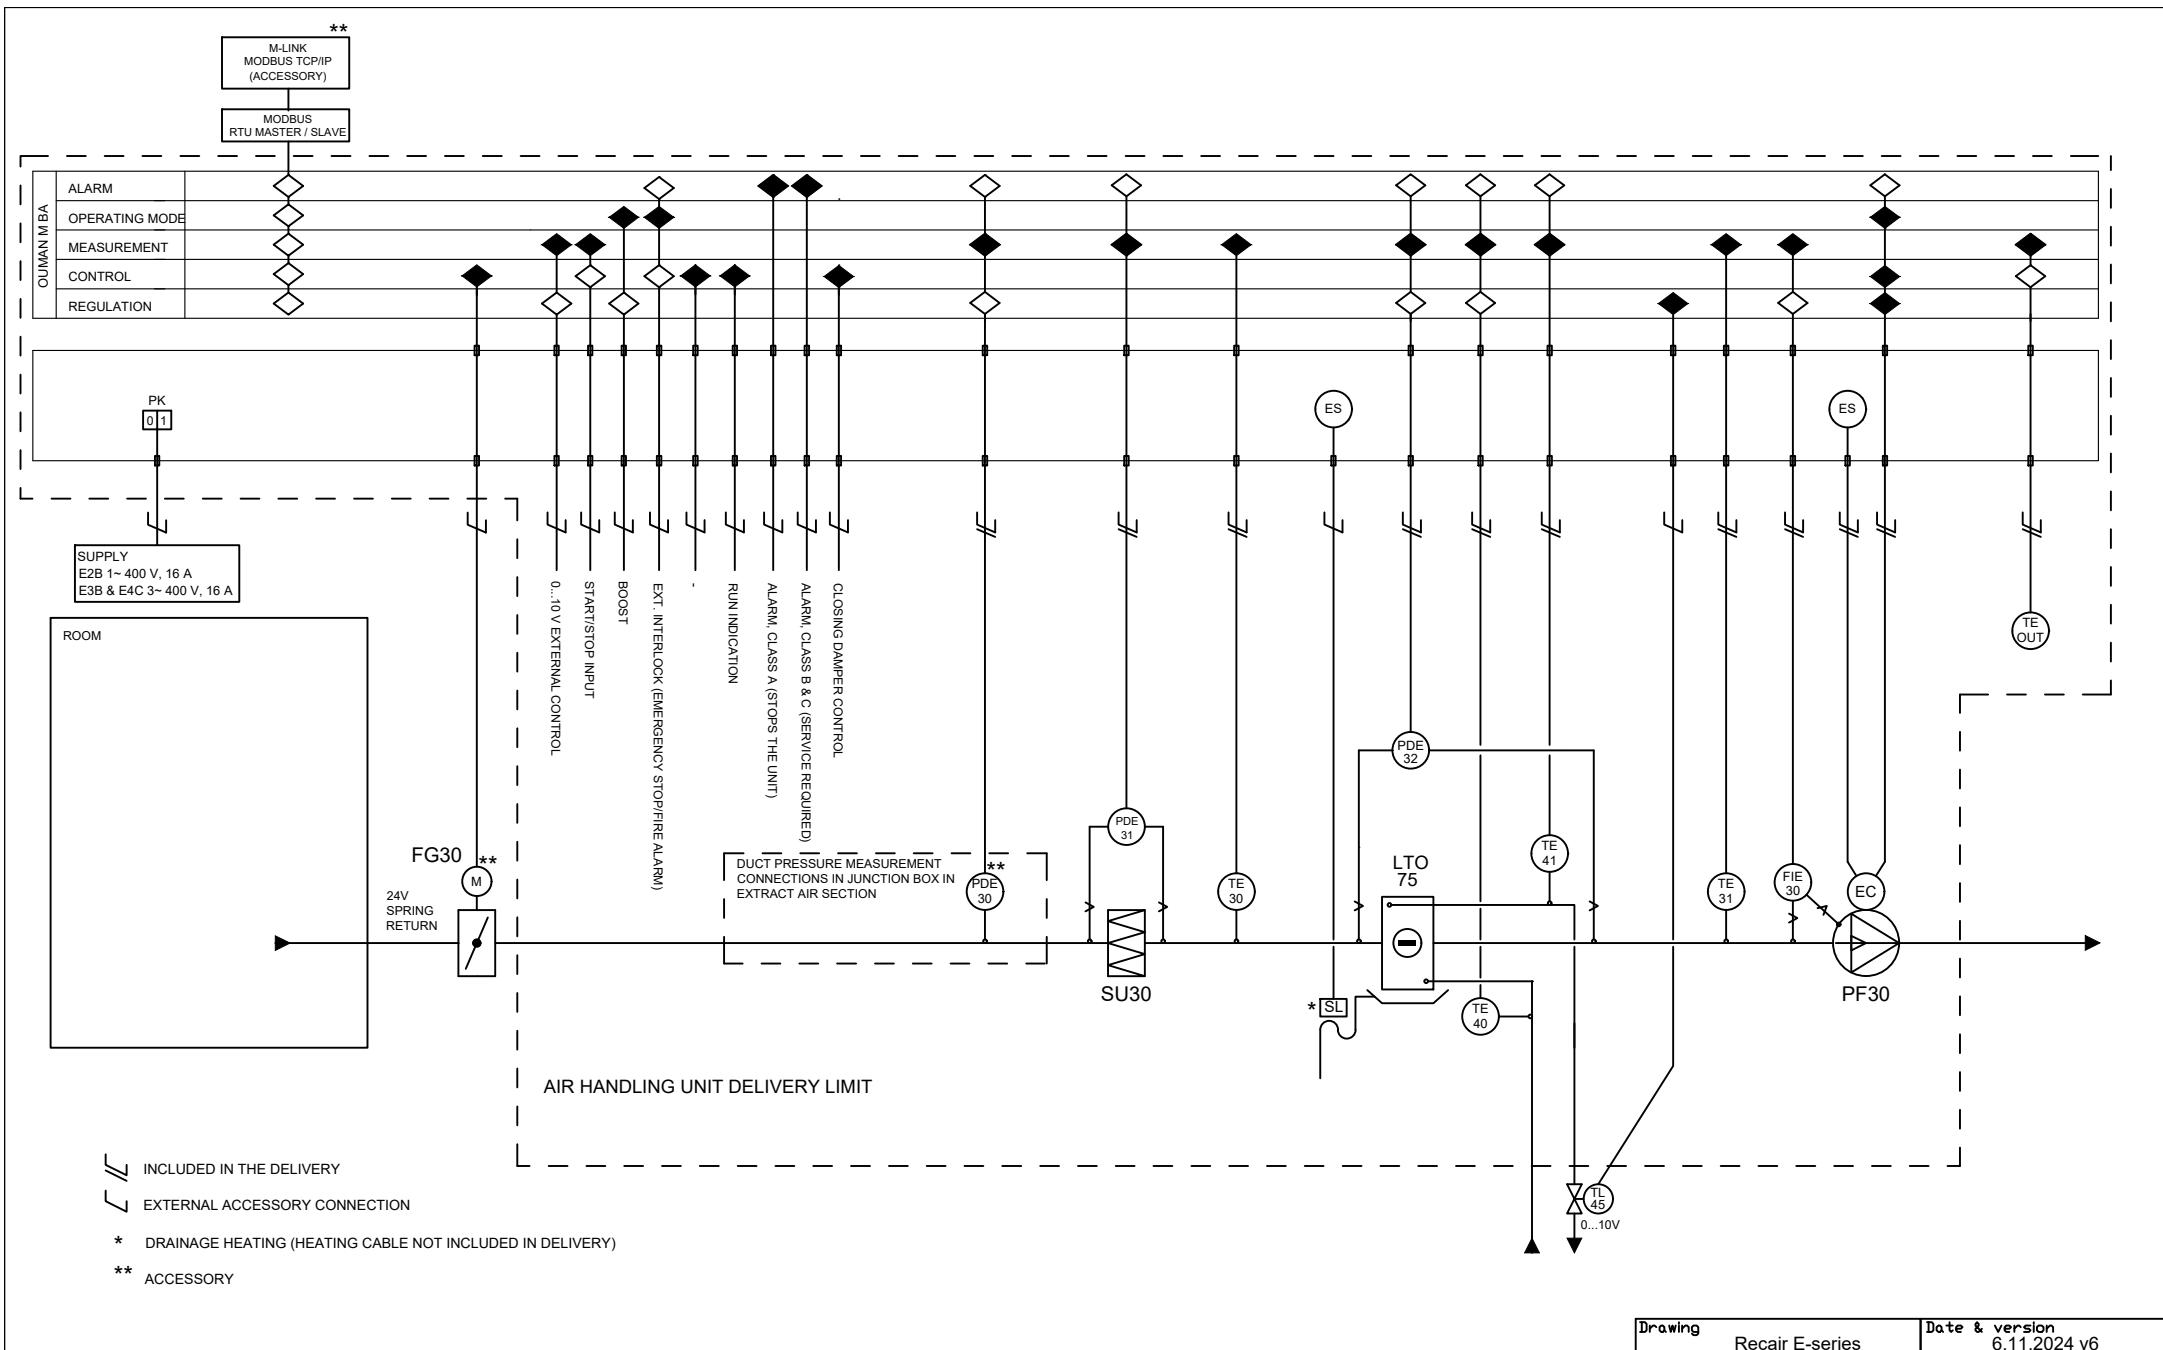 **
M-LINK
MODBUS TCP/IP
(ACCESSORY)
MODBUS
RTU MASTER / SLAVE
OUMAN M BA
ALARM
OPERATING MODE
MEASUREMENT
CONTROL
REGULATION
PK
0 1
ES
ES
SUPPLY
E2B 1~ 400 V, 16 A
E3B & E4C 3~ 400 V, 16 A
0...10 V EXTERNAL CONTROL
START/STOP INPUT
BOOST
EXT. INTERLOCK (EMERGENCY STOP/FIRE ALARM)
-
RUN INDICATION
ALARM, CLASS A (STOPS THE UNIT)
ALARM, CLASS B & C (SERVICE REQUIRED)
CLOSING DAMPER CONTROL
TE
OUT
ROOM
PDE
32
PDE
31
FG30
**
M
24V
SPRING
RETURN
DUCT PRESSURE MEASUREMENT
CONNECTIONS IN JUNCTION BOX IN
EXTRACT AIR SECTION
**
PDE
30
TE
30
LTO
75
TE
41
TE
31
FIE
30
EC
SU30
* SL
TE
40
PF30
AIR HANDLING UNIT DELIVERY LIMIT
TL
45
0...10V
INCLUDED IN THE DELIVERY
EXTERNAL ACCESSORY CONNECTION
* DRAINAGE HEATING (HEATING CABLE NOT INCLUDED IN DELIVERY)
** ACCESSORY
Drawing
Recair E-series
Date & version
6.11.2024 v6